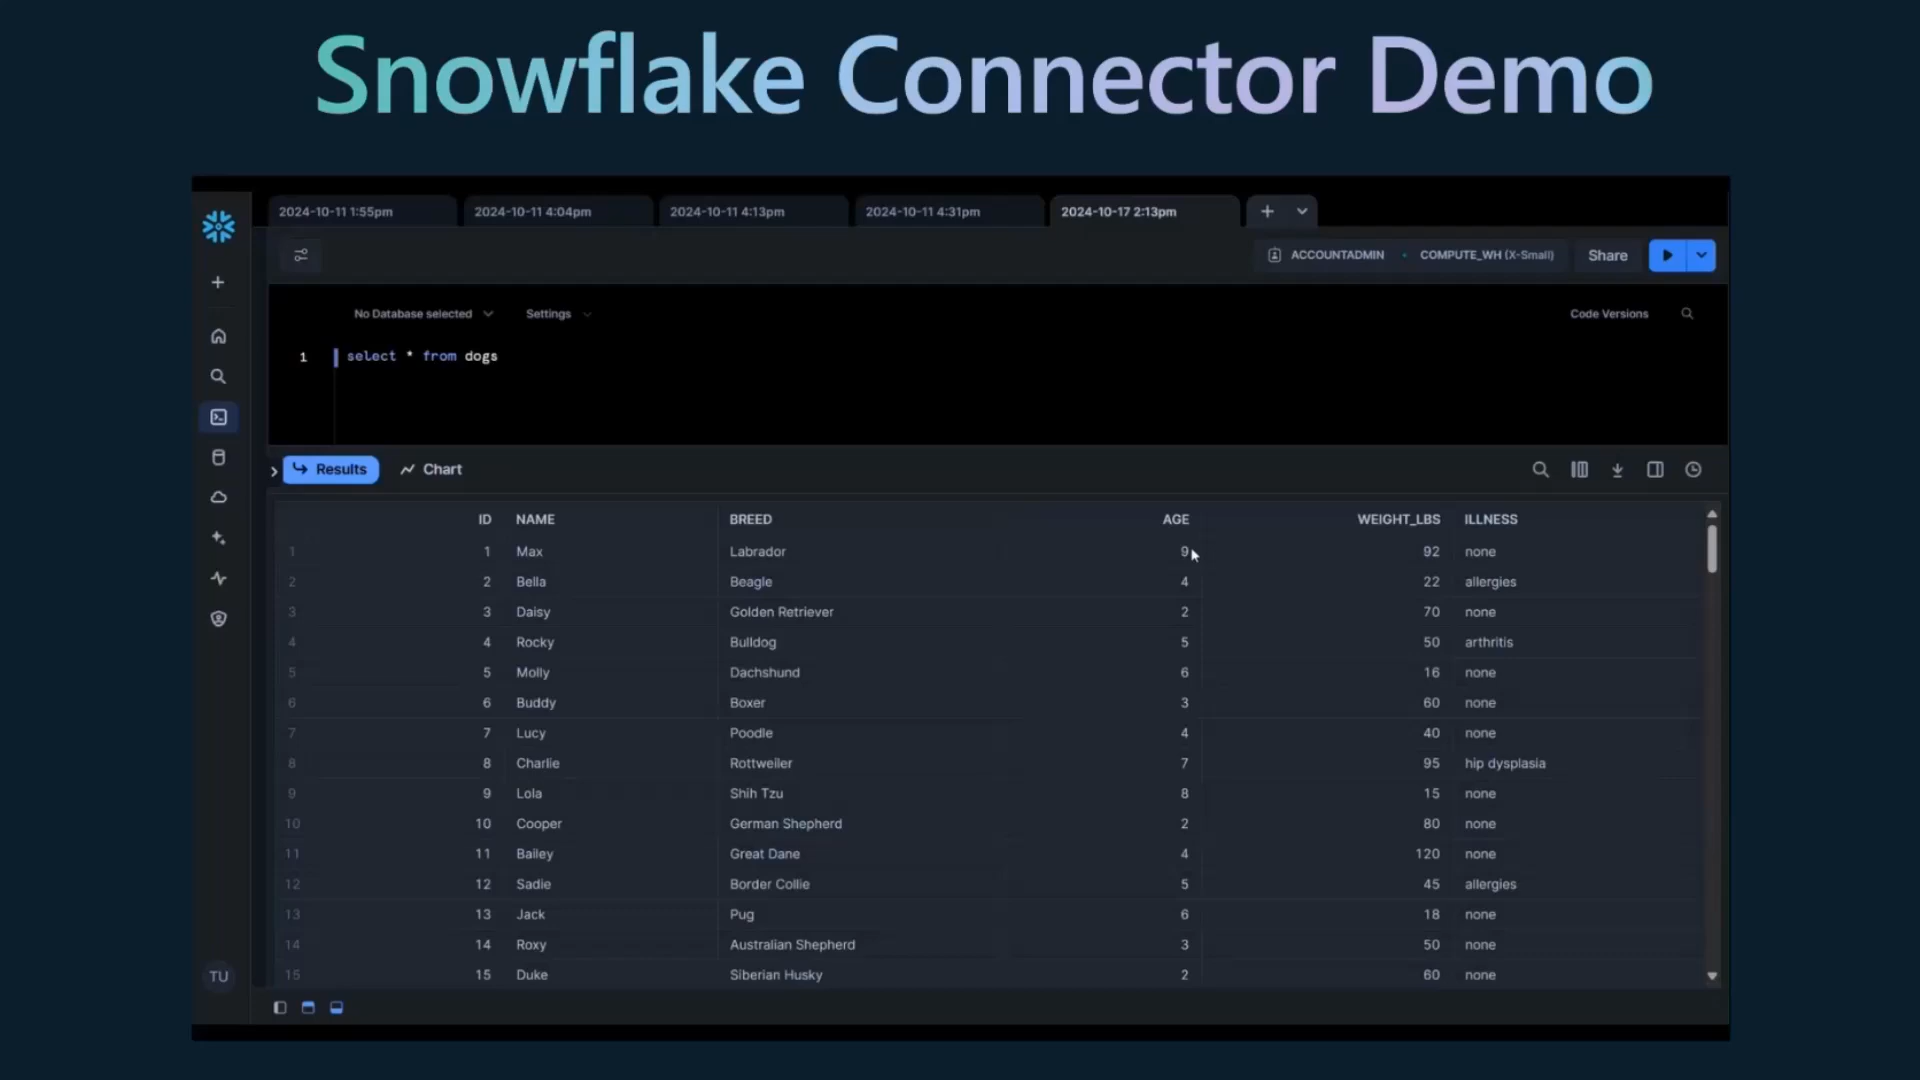 Snowflake Connector Demo
2024-10-11 1:55pm 2024-10-11 4:04pm 2024-10-11 4:13pm 2024-10-11 4:31pm 2024-10-17 2:13pm
ACCOUNTADMIN • COMPUTE_WH (X-Small) Share
No Database selected Settings Code Versions
1 select * from dogs
Results Chart
ID NAME BREED AGE WEIGHT_LBS ILLNESS
1 1 Max Labrador 9 92 none
2 2 Bella Beagle 4 22 allergies
3 3 Daisy Golden Retriever 2 70 none
4 4 Rocky Bulldog 5 50 arthritis
5 5 Molly Dachshund 6 16 none
6 6 Buddy Boxer 3 60 none
7 7 Lucy Poodle 4 40 none
8 8 Charlie Rottweiler 7 95 hip dysplasia
9 9 Lola Shih Tzu 8 15 none
10 10 Cooper German Shepherd 2 80 none
11 11 Bailey Great Dane 4 120 none
12 12 Sadie Border Collie 5 45 allergies
13 13 Jack Pug 6 18 none
14 14 Roxy Australian Shepherd 3 50 none
15 15 Duke Siberian Husky 2 60 none
TU